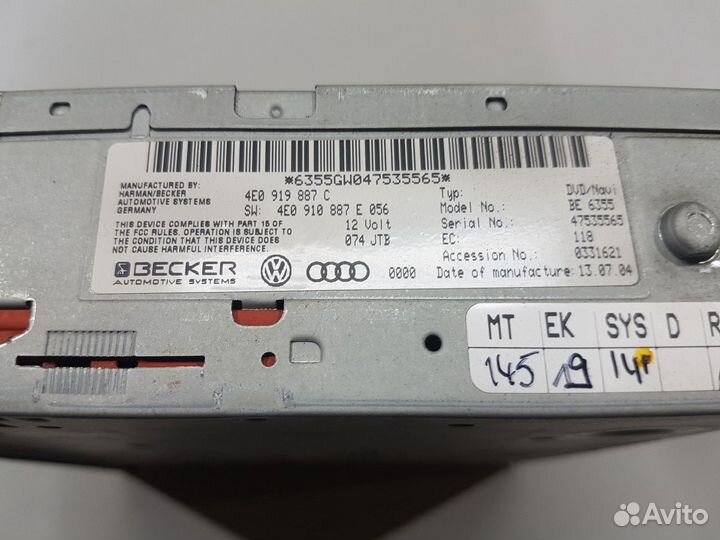 *6355GW047535565*
MANUFACTURED BY:
HARMAN/BECKER
AUTOMOTIVE SYSTEMS
GERMANY
4E0 919 887 C
SW: 4E0 910 887 E 056
THIS DEVICE COMPLIES WITH PART 15 OF
THE FCC RULES. OPERATION IS SUBJECT TO
THE CONDITION THAT THIS DEVICE DOES
NOT CAUSE HARMFUL INTERFERENCE.
12 Volt
074 JTB
BECKER
AUTOMOTIVE SYSTEMS
0000
Typ: DVD/Navi
Model No.: BE 6355
Serial No.: 47535565
EC: 118
Accession No.: 0331621
Date of manufacture: 13.07.04
MT EK SYS D R
145 19 14P
Avito